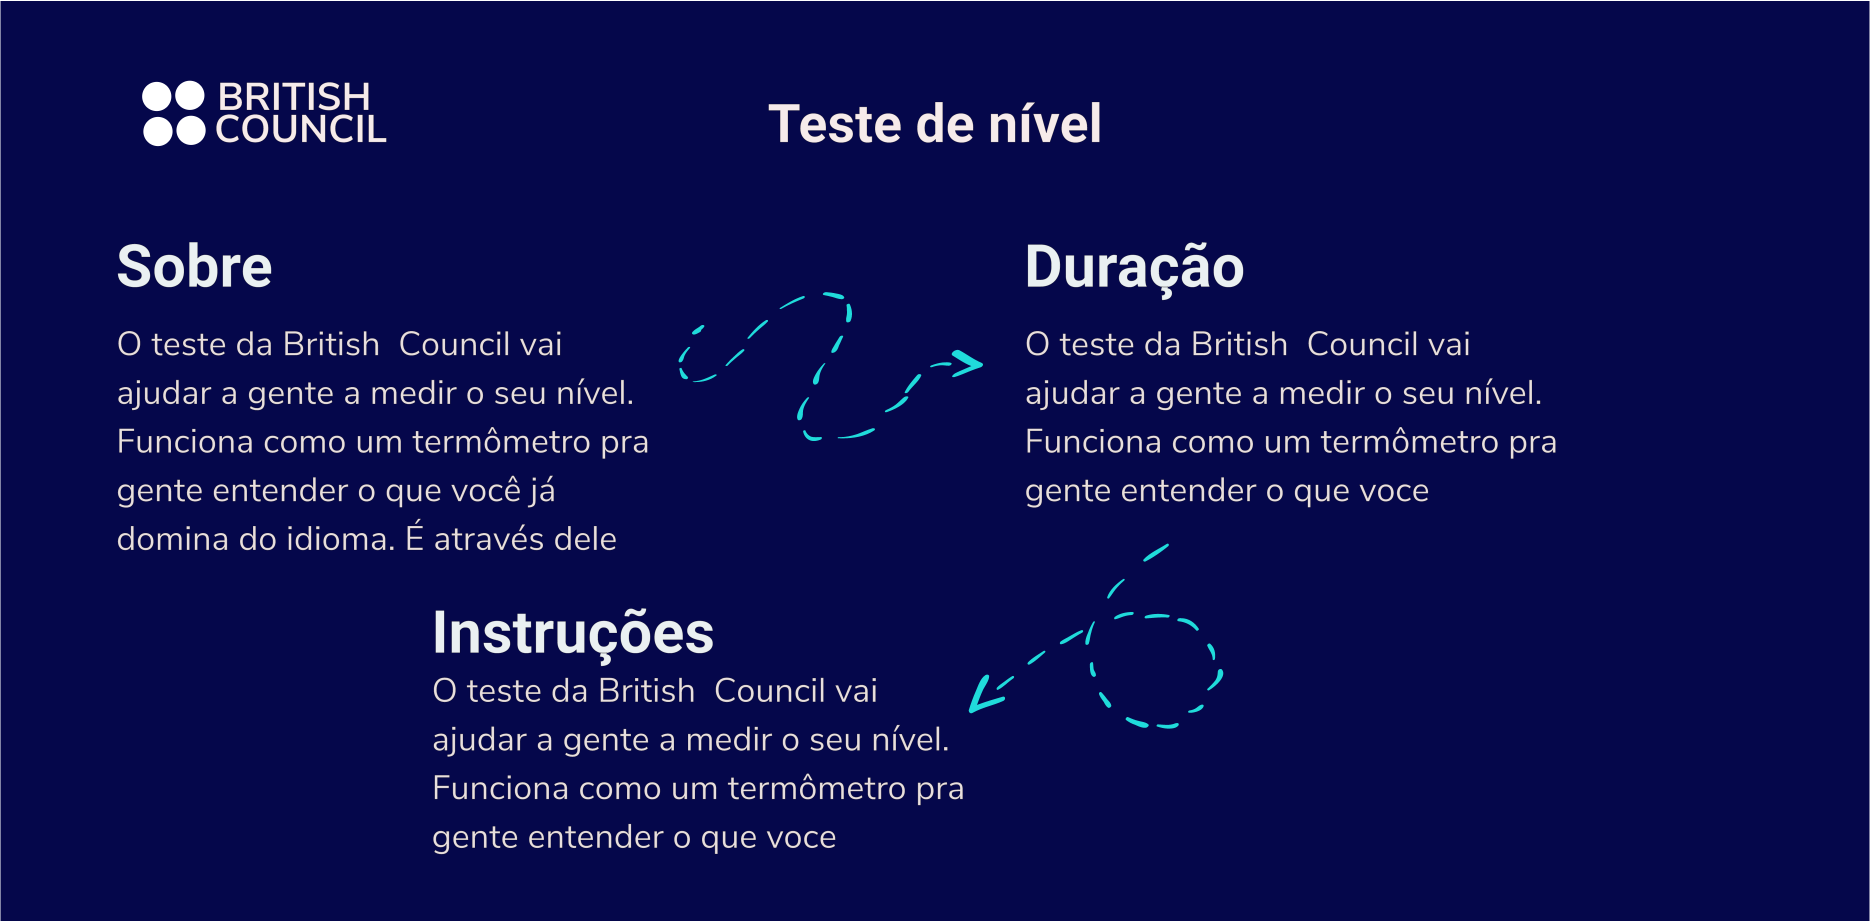 BRITISH
COUNCIL
Teste de nível
Sobre
O teste da British  Council vai
ajudar a gente a medir o seu nível.
Funciona como um termômetro pra
gente entender o que você já
domina do idioma. É através dele
Duração
O teste da British  Council vai
ajudar a gente a medir o seu nível.
Funciona como um termômetro pra
gente entender o que voce
Instruções
O teste da British  Council vai
ajudar a gente a medir o seu nível.
Funciona como um termômetro pra
gente entender o que voce